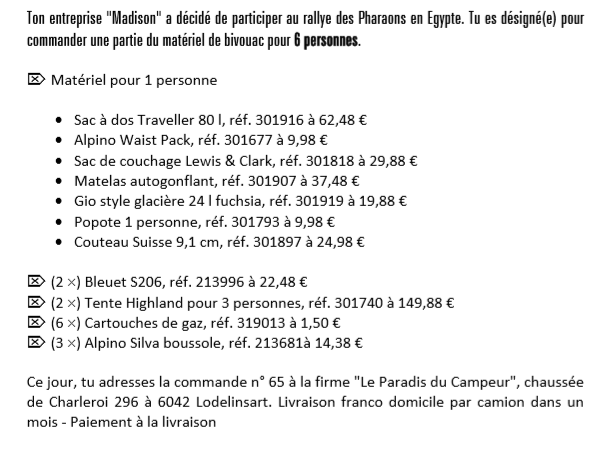 Ton entreprise "Madison" a décidé de participer au rallye des Pharaons en Egypte. Tu es désigné(e) pour
commander une partie du matériel de bivouac pour 6 personnes.
Matériel pour 1 personne
• Sac à dos Traveller 80 l, réf. 301916 à 62,48 €
• Alpino Waist Pack, réf. 301677 à 9,98 €
• Sac de couchage Lewis & Clark, réf. 301818 à 29,88 €
• Matelas autogonflant, réf. 301907 à 37,48 €
• Gio style glacière 24 l fuchsia, réf. 301919 à 19,88 €
• Popote 1 personne, réf. 301793 à 9,98 €
• Couteau Suisse 9,1 cm, réf. 301897 à 24,98 €
(2 ×) Bleuet S206, réf. 213996 à 22,48 €
(2 ×) Tente Highland pour 3 personnes, réf. 301740 à 149,88 €
(6 ×) Cartouches de gaz, réf. 319013 à 1,50 €
(3 ×) Alpino Silva boussole, réf. 213681à 14,38 €
Ce jour, tu adresses la commande n° 65 à la firme "Le Paradis du Campeur", chaussée
de Charleroi 296 à 6042 Lodelinsart. Livraison franco domicile par camion dans un
mois - Paiement à la livraison